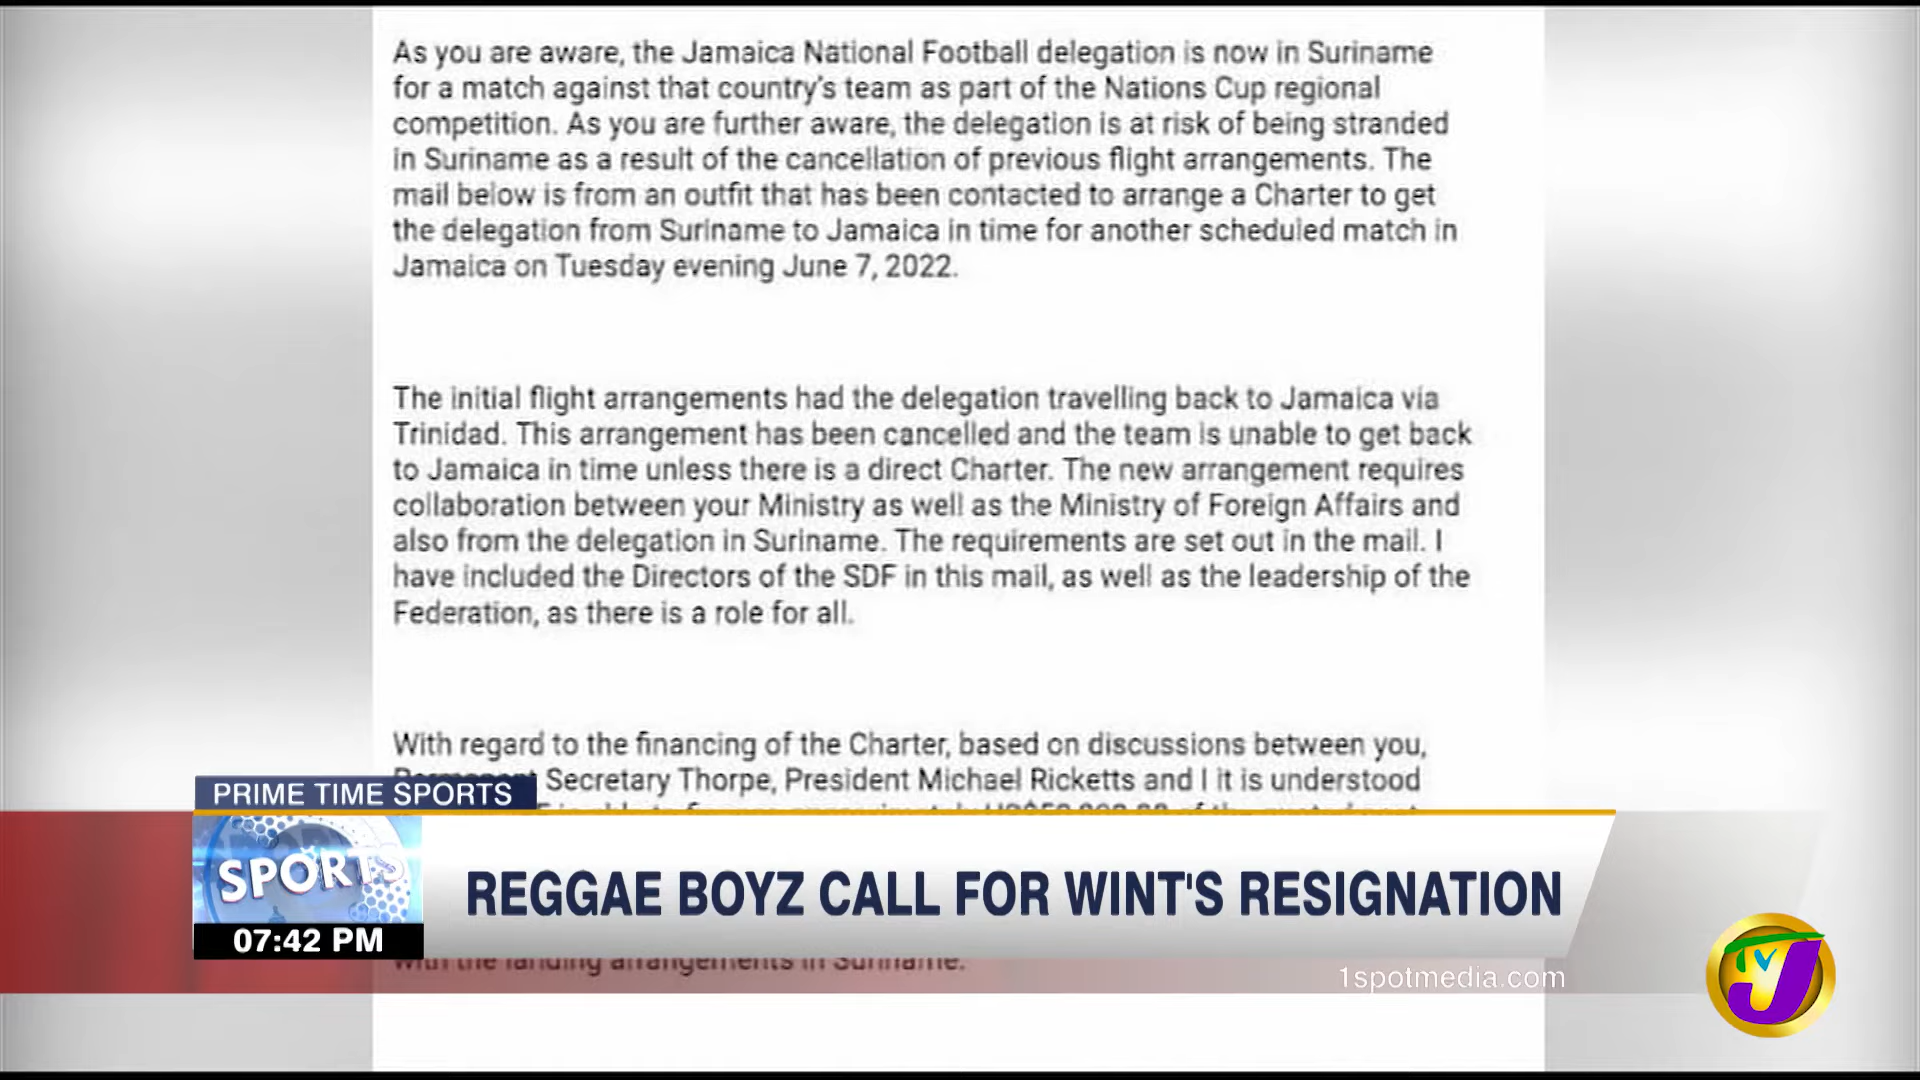 As you are aware, the Jamaica National Football delegation is now in Suriname
for a match against that country's team as part of the Nations Cup regional
competition. As you are further aware, the delegation is at risk of being stranded
in Suriname as a result of the cancellation of previous flight arrangements. The
mail below is from an outfit that has been contacted to arrange a Charter to get
the delegation from Suriname to Jamaica in time for another scheduled match in
Jamaica on Tuesday evening June 7, 2022.
The initial flight arrangements had the delegation travelling back to Jamaica via
Trinidad. This arrangement has been cancelled and the team is unable to get back
to Jamaica in time unless there is a direct Charter. The new arrangement requires
collaboration between your Ministry as well as the Ministry of Foreign Affairs and
also from the delegation in Suriname. The requirements are set out in the mail. I
have included the Directors of the SDF in this mail, as well as the leadership of the
Federation, as there is a role for all.
With regard to the financing of the Charter, based on discussions between you,
Secretary Thorpe, President Michael Ricketts and I it is understood
PRIME TIME SPORTS
SPORTS
REGGAE BOYZ CALL FOR WINT'S RESIGNATION
07:42 PM
with the landing arrangements in Suriname.
1spotmedia.com
TVJ